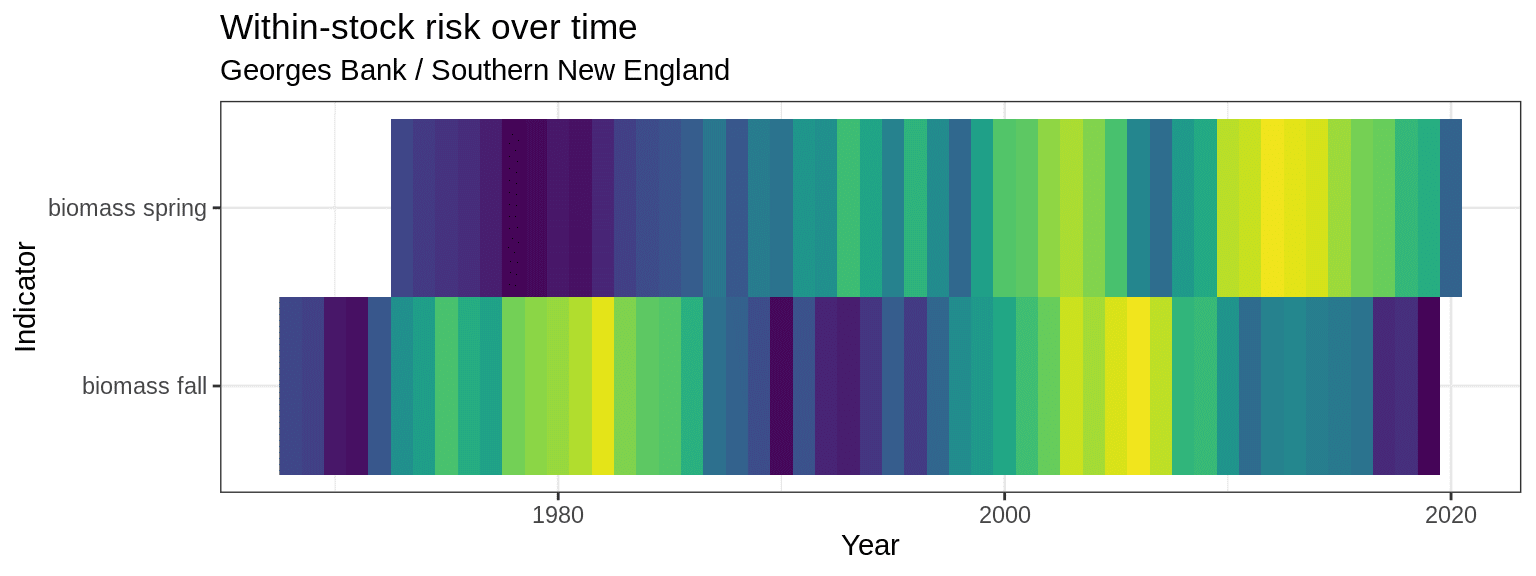 Within-stock risk over time
Georges Bank / Southern New England
Indicator
biomass spring
biomass fall
1980 2000 2020
Year